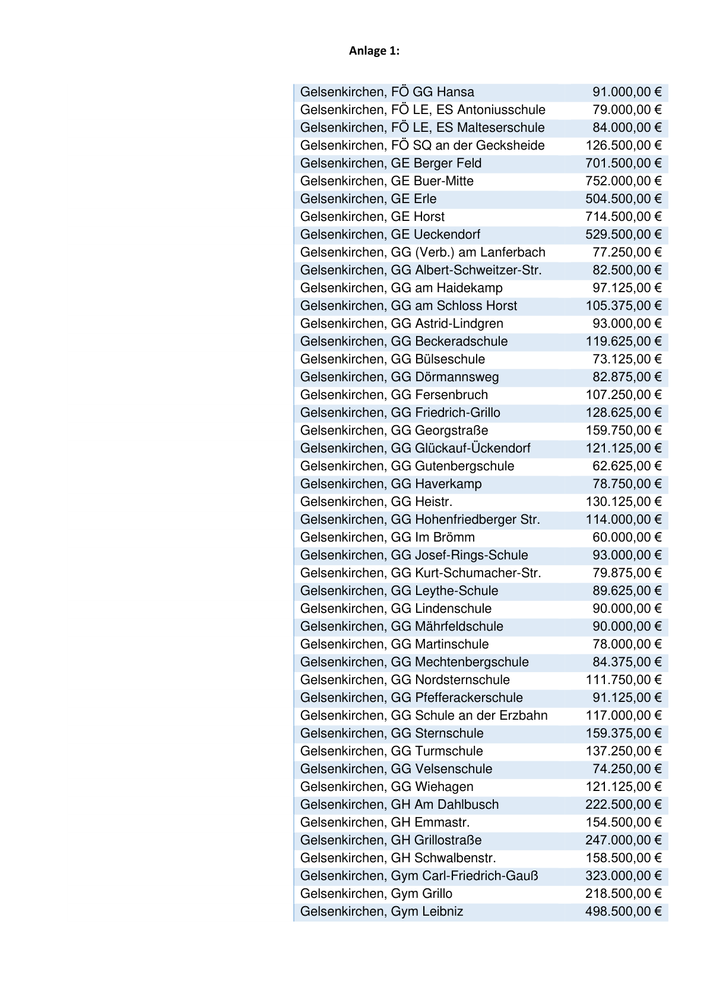 Anlage 1:
Gelsenkirchen, FÖ GG Hansa 91.000,00 €
Gelsenkirchen, FÖ LE, ES Antoniusschule 79.000,00 €
Gelsenkirchen, FÖ LE, ES Malteserschule 84.000,00 €
Gelsenkirchen, FÖ SQ an der Gecksheide 126.500,00 €
Gelsenkirchen, GE Berger Feld 701.500,00 €
Gelsenkirchen, GE Buer-Mitte 752.000,00 €
Gelsenkirchen, GE Erle 504.500,00 €
Gelsenkirchen, GE Horst 714.500,00 €
Gelsenkirchen, GE Ueckendorf 529.500,00 €
Gelsenkirchen, GG (Verb.) am Lanferbach 77.250,00 €
Gelsenkirchen, GG Albert-Schweitzer-Str. 82.500,00 €
Gelsenkirchen, GG am Haidekamp 97.125,00 €
Gelsenkirchen, GG am Schloss Horst 105.375,00 €
Gelsenkirchen, GG Astrid-Lindgren 93.000,00 €
Gelsenkirchen, GG Beckeradschule 119.625,00 €
Gelsenkirchen, GG Bülseschule 73.125,00 €
Gelsenkirchen, GG Dörmannsweg 82.875,00 €
Gelsenkirchen, GG Fersenbruch 107.250,00 €
Gelsenkirchen, GG Friedrich-Grillo 128.625,00 €
Gelsenkirchen, GG Georgstraße 159.750,00 €
Gelsenkirchen, GG Glückauf-Ückendorf 121.125,00 €
Gelsenkirchen, GG Gutenbergschule 62.625,00 €
Gelsenkirchen, GG Haverkamp 78.750,00 €
Gelsenkirchen, GG Heistr. 130.125,00 €
Gelsenkirchen, GG Hohenfriedberger Str. 114.000,00 €
Gelsenkirchen, GG Im Brömm 60.000,00 €
Gelsenkirchen, GG Josef-Rings-Schule 93.000,00 €
Gelsenkirchen, GG Kurt-Schumacher-Str. 79.875,00 €
Gelsenkirchen, GG Leythe-Schule 89.625,00 €
Gelsenkirchen, GG Lindenschule 90.000,00 €
Gelsenkirchen, GG Mährfeldschule 90.000,00 €
Gelsenkirchen, GG Martinschule 78.000,00 €
Gelsenkirchen, GG Mechtenbergschule 84.375,00 €
Gelsenkirchen, GG Nordsternschule 111.750,00 €
Gelsenkirchen, GG Pfefferackerschule 91.125,00 €
Gelsenkirchen, GG Schule an der Erzbahn 117.000,00 €
Gelsenkirchen, GG Sternschule 159.375,00 €
Gelsenkirchen, GG Turmschule 137.250,00 €
Gelsenkirchen, GG Velsenschule 74.250,00 €
Gelsenkirchen, GG Wiehagen 121.125,00 €
Gelsenkirchen, GH Am Dahlbusch 222.500,00 €
Gelsenkirchen, GH Emmastr. 154.500,00 €
Gelsenkirchen, GH Grillostraße 247.000,00 €
Gelsenkirchen, GH Schwalbenstr. 158.500,00 €
Gelsenkirchen, Gym Carl-Friedrich-Gauß 323.000,00 €
Gelsenkirchen, Gym Grillo 218.500,00 €
Gelsenkirchen, Gym Leibniz 498.500,00 €